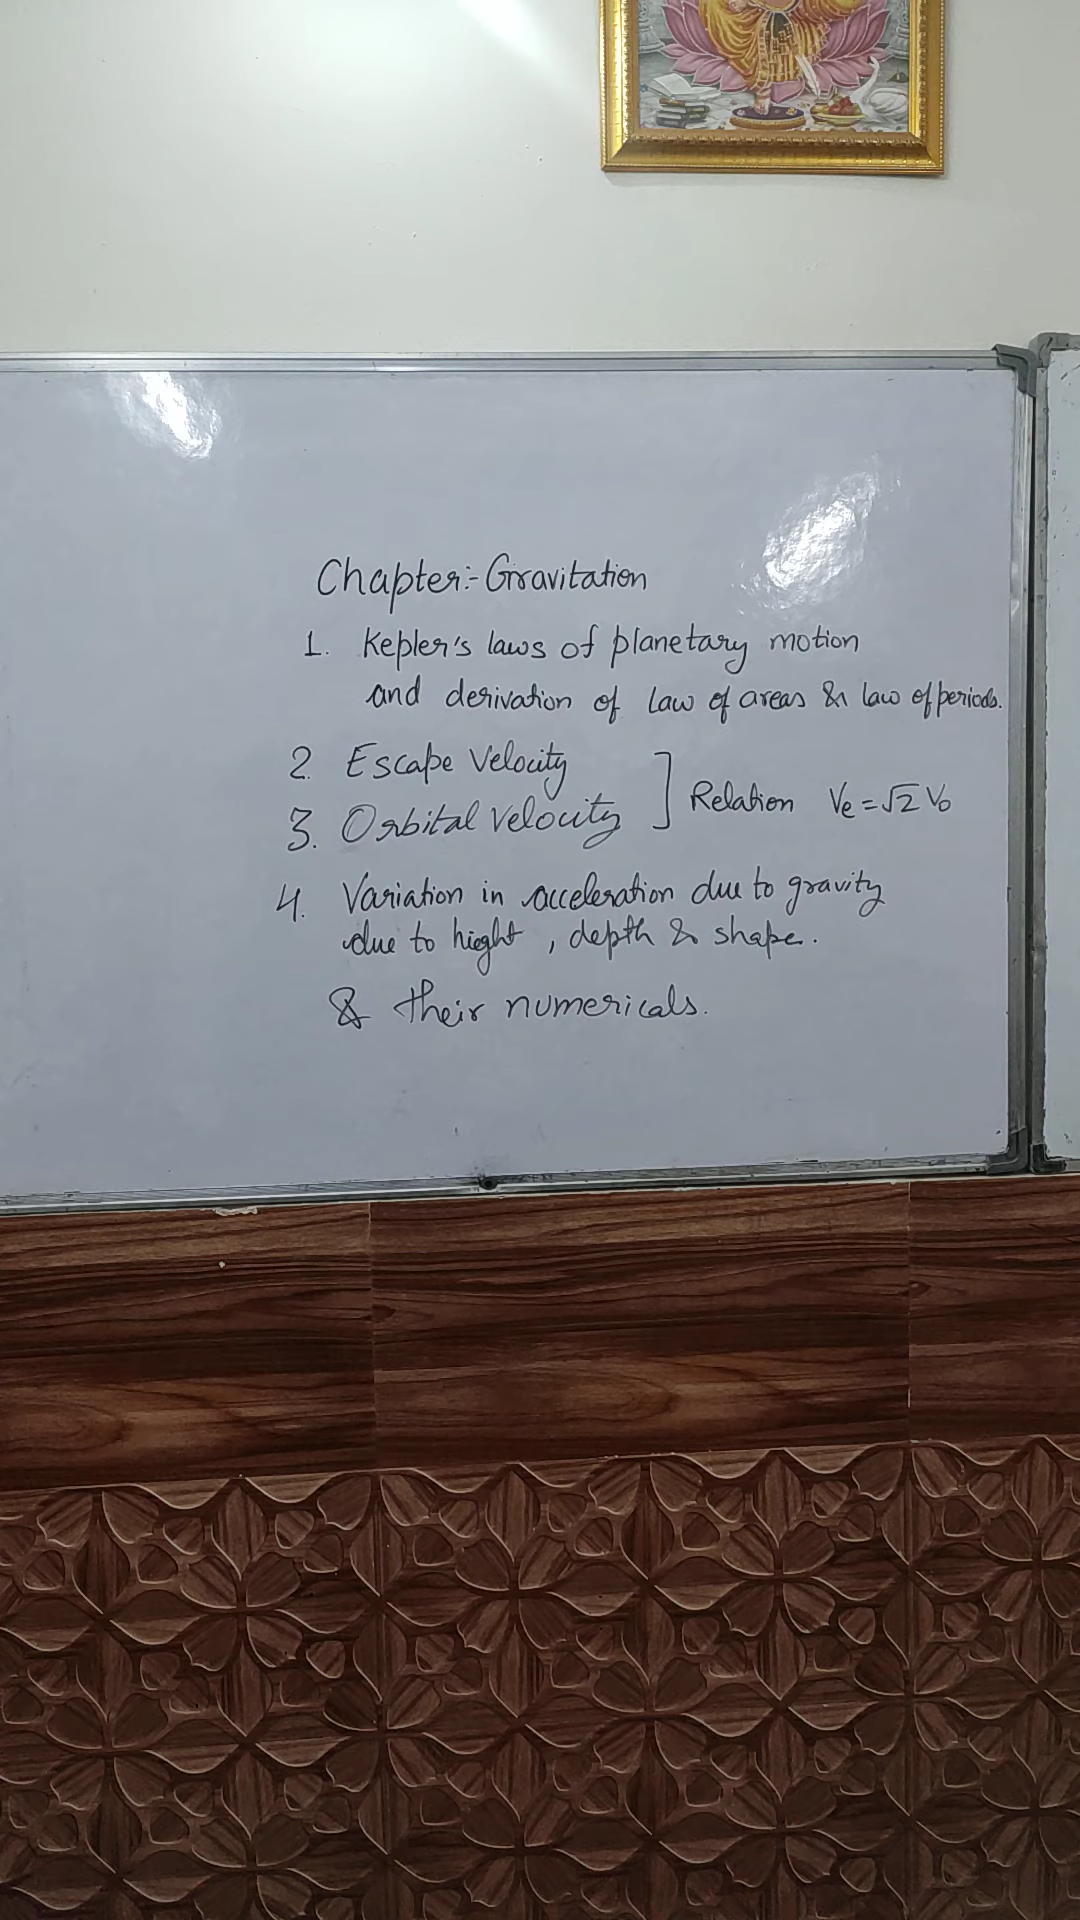 Chapter:- Gravitation
1. Kepler's laws of planetary motion
and derivation of law of areas & law of periods.
2. Escape Velocity
3. Orbital Velocity ] Relation Ve = √2 Vo
4. Variation in acceleration due to gravity
due to hieght, depth & shape.
& their numericals.